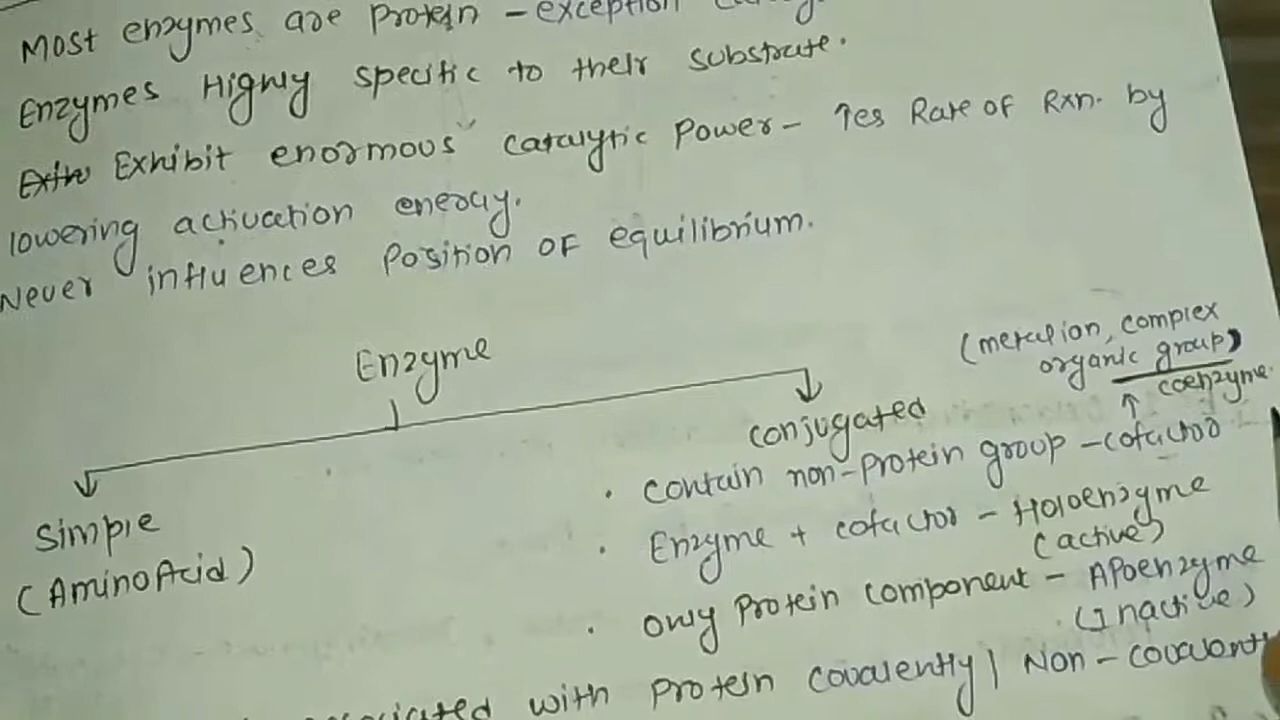 Most enzymes are protein - exception
Enzymes Highly specific to their substrate.
Exhibit enormous catalytic Power - ↑es Rate of Rxn. by
lowering activation energy.
Never influences Position of equilibrium.
Enzyme
(metal ion, complex
organic group)
coenzyme
↑
conjugated
• contain non-protein group - cofactor
Simple
• Enzyme + cofactor - Holoenzyme
(active)
(Amino Acid)
• only Protein component - Apoenzyme
(Inactive)
with Protein covalently | Non-covalent